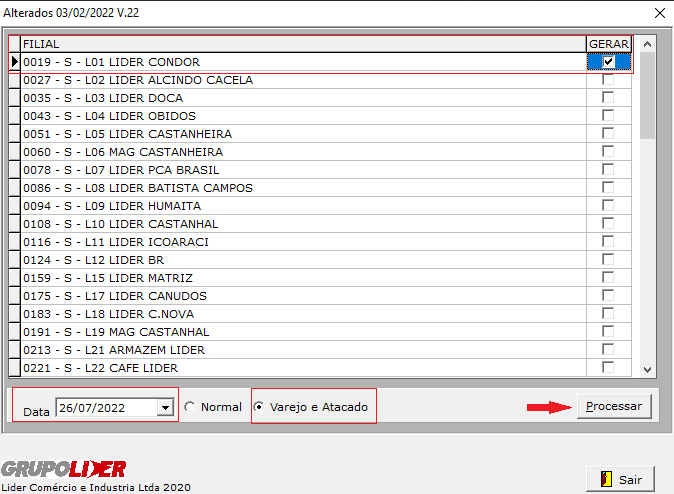 Alterados 03/02/2022 V.22
FILIAL GERAR
0019 - S - L01 LIDER CONDOR
0027 - S - L02 LIDER ALCINDO CACELA
0035 - S - L03 LIDER DOCA
0043 - S - L04 LIDER OBIDOS
0051 - S - L05 LIDER CASTANHEIRA
0060 - S - L06 MAG CASTANHEIRA
0078 - S - L07 LIDER PCA BRASIL
0086 - S - L08 LIDER BATISTA CAMPOS
0094 - S - L09 LIDER HUMAITA
0108 - S - L10 LIDER CASTANHAL
0116 - S - L11 LIDER ICOARACI
0124 - S - L12 LIDER BR
0159 - S - L15 LIDER MATRIZ
0175 - S - L17 LIDER CANUDOS
0183 - S - L18 LIDER C.NOVA
0191 - S - L19 MAG CASTANHAL
0213 - S - L21 ARMAZEM LIDER
0221 - S - L22 CAFE LIDER
Data 26/07/2022 Normal Varejo e Atacado Processar
GRUPOLIDER
Lider Comércio e Industria Ltda 2020
Sair